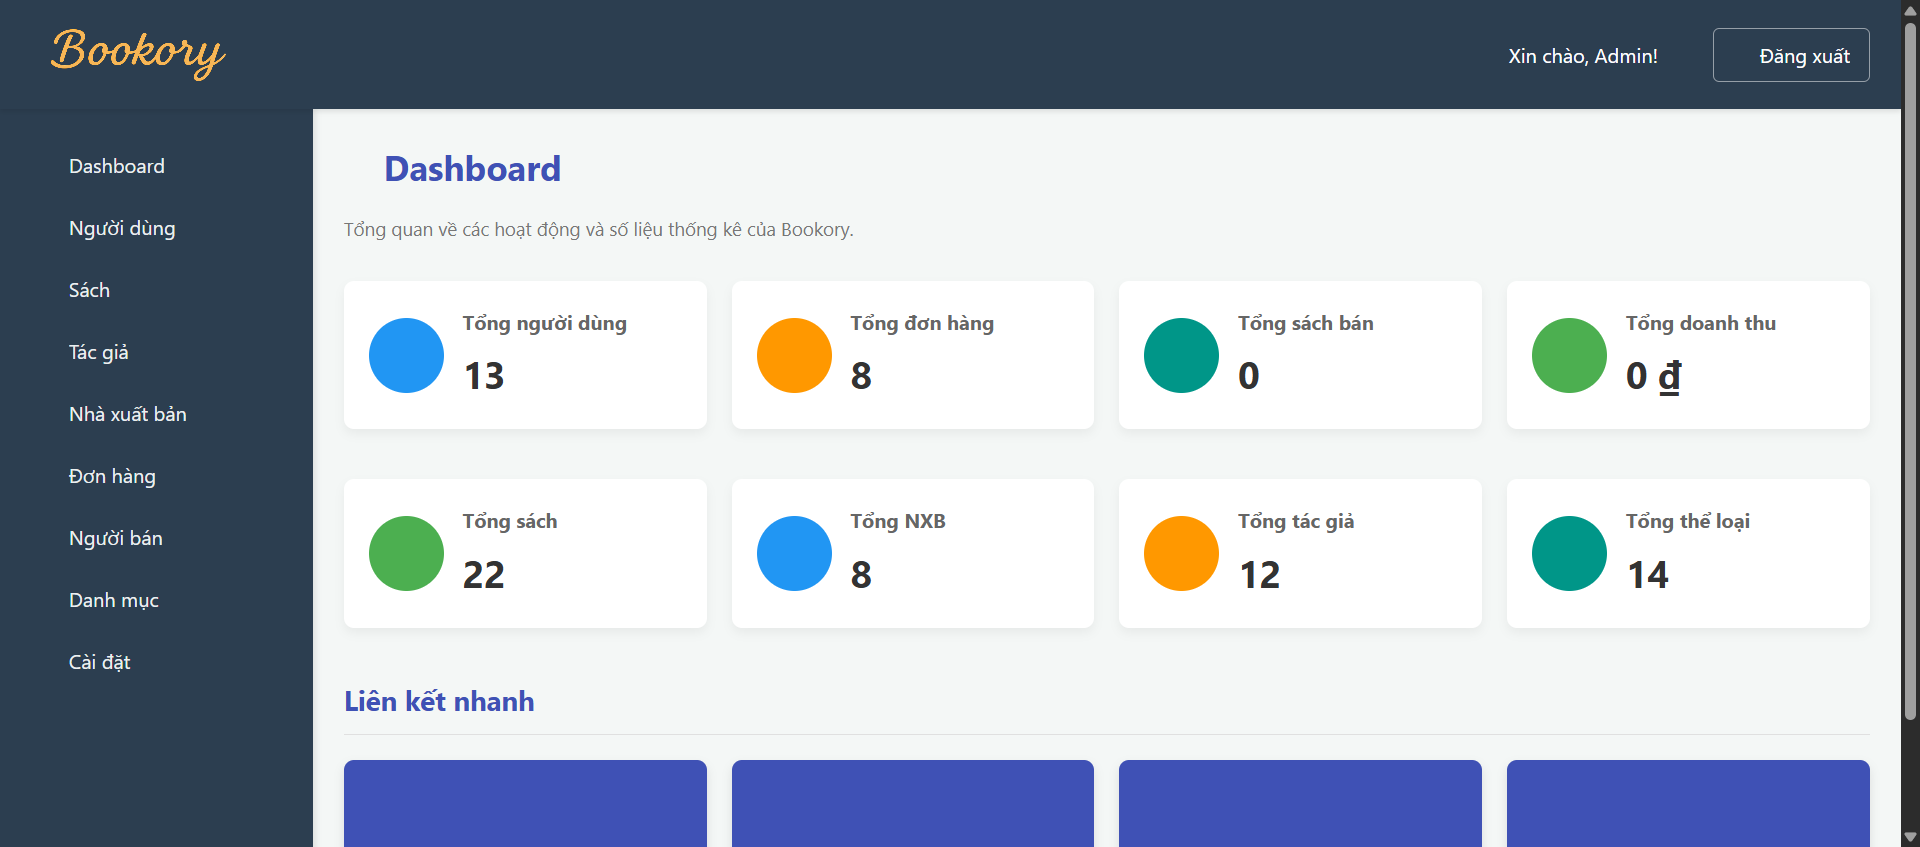 Bookory
Xin chào, Admin!
Đăng xuất
Dashboard
Người dùng
Sách
Tác giả
Nhà xuất bản
Đơn hàng
Người bán
Danh mục
Cài đặt
Dashboard
Tổng quan về các hoạt động và số liệu thống kê của Bookory.
Tổng người dùng
13
Tổng đơn hàng
8
Tổng sách bán
0
Tổng doanh thu
0 ₫
Tổng sách
22
Tổng NXB
8
Tổng tác giả
12
Tổng thể loại
14
Liên kết nhanh